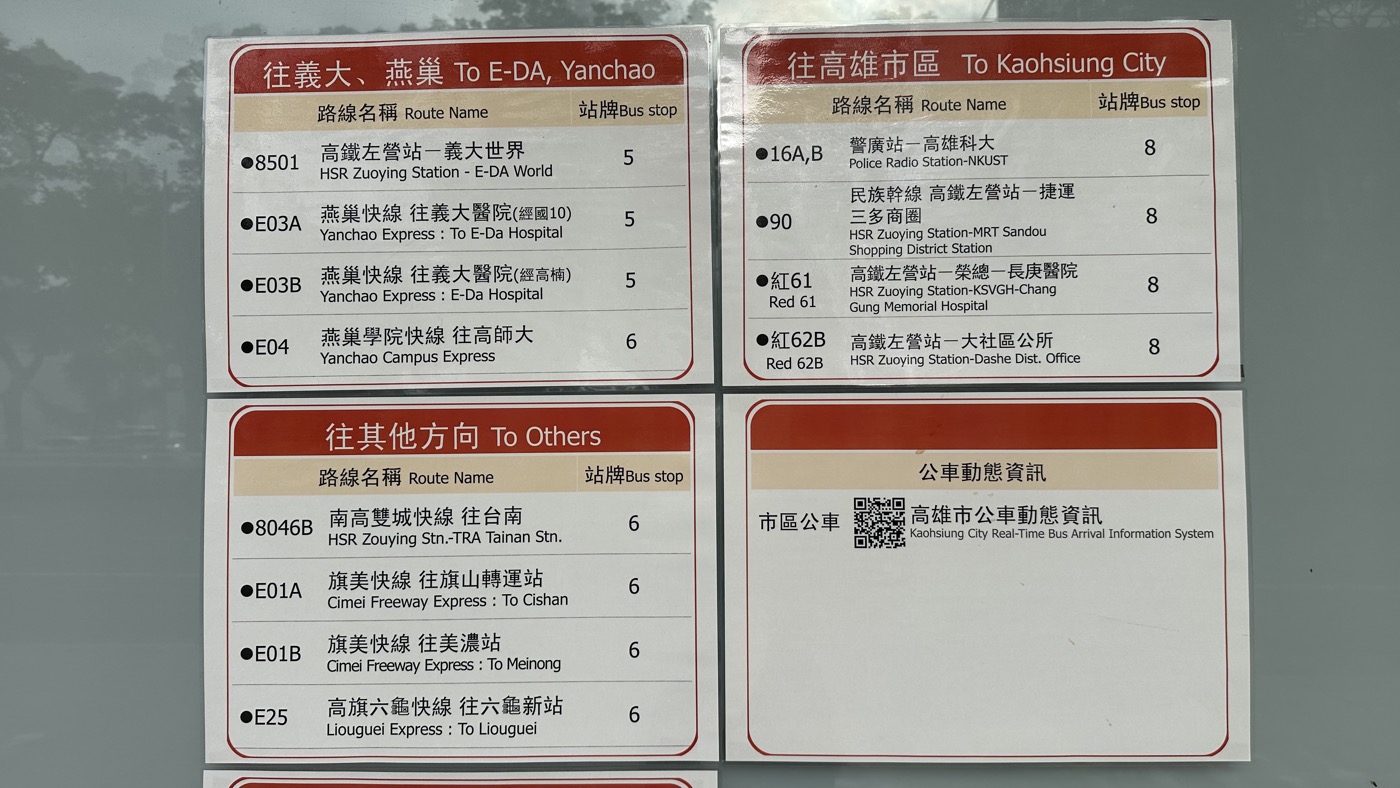 往義大、燕巢 To E-DA, Yanchao
路線名稱 Route Name 站牌Bus stop
●8501 高鐵左營站－義大世界 5
HSR Zuoying Station - E-DA World
●E03A 燕巢快線 往義大醫院(經國10) 5
Yanchao Express : To E-Da Hospital
●E03B 燕巢快線 往義大醫院(經高楠) 5
Yanchao Express : E-Da Hospital
●E04 燕巢學院快線 往高師大 6
Yanchao Campus Express
往高雄市區 To Kaohsiung City
路線名稱 Route Name 站牌Bus stop
●16A,B 警廣站－高雄科大 8
Police Radio Station-NKUST
●90 民族幹線 高鐵左營站－捷運 8
三多商圈
HSR Zuoying Station-MRT Sandou
Shopping District Station
●紅61 高鐵左營站－榮總－長庚醫院 8
Red 61 HSR Zuoying Station-KSVGH-Chang
Gung Memorial Hospital
●紅62B 高鐵左營站－大社區公所 8
Red 62B HSR Zuoying Station-Dashe Dist. Office
往其他方向 To Others
路線名稱 Route Name 站牌Bus stop
●8046B 南高雙城快線 往台南 6
HSR Zouying Stn.-TRA Tainan Stn.
●E01A 旗美快線 往旗山轉運站 6
Cimei Freeway Express : To Cishan
●E01B 旗美快線 往美濃站 6
Cimei Freeway Express : To Meinong
●E25 高旗六龜快線 往六龜新站 6
Liouguei Express : To Liouguei
公車動態資訊
市區公車 高雄市公車動態資訊
Kaohsiung City Real-Time Bus Arrival Information System